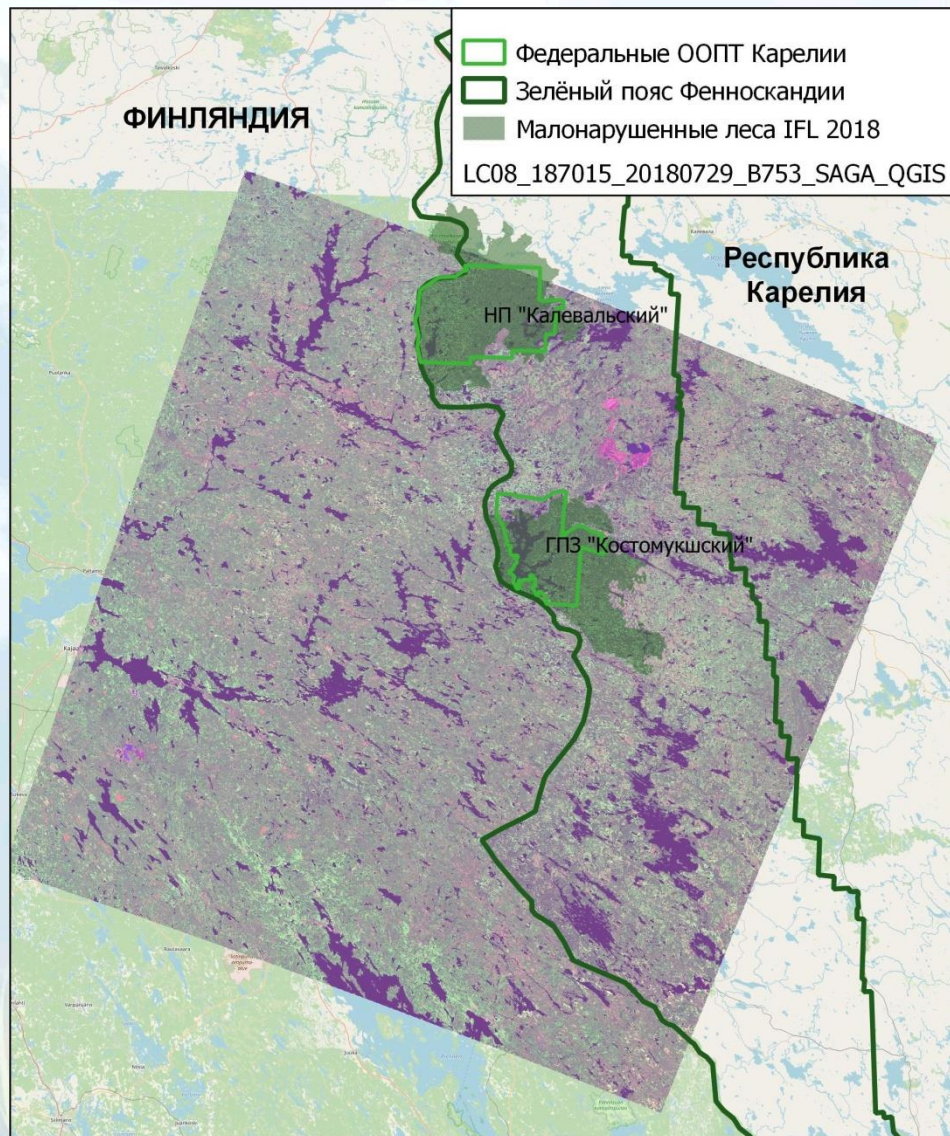 Федеральные ООПТ Карелии
Зелёный пояс Фенноскандии
Малонарушенные леса IFL 2018
LC08_187015_20180729_B753_SAGA_QGIS
ФИНЛЯНДИЯ
Республика
Карелия
НП "Калевальский"
ГПЗ "Костомукшский"